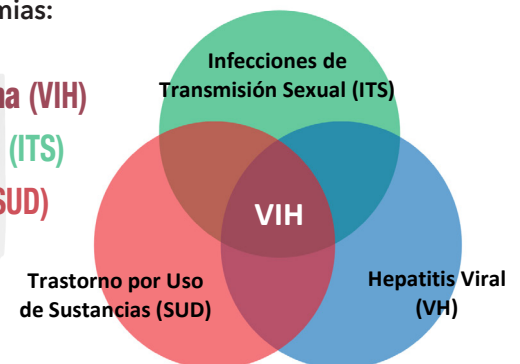 mias:
na (VIH)
(ITS)
SUD)
Infecciones de
Transmisión Sexual (ITS)
VIH
Trastorno por Uso
de Sustancias (SUD)
Hepatitis Viral
(VH)